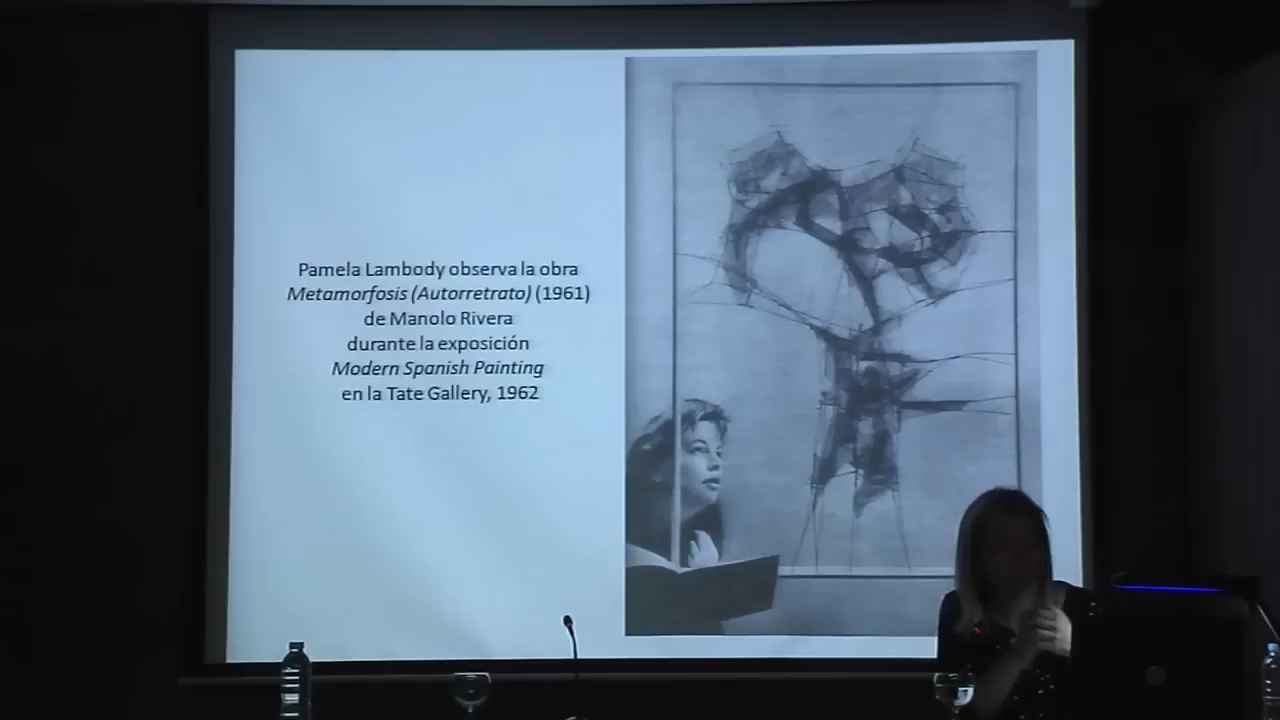 Pamela Lambody observa la obra
Metamorfosis (Autorretrato) (1961)
de Manolo Rivera
durante la exposición
Modern Spanish Painting
en la Tate Gallery, 1962